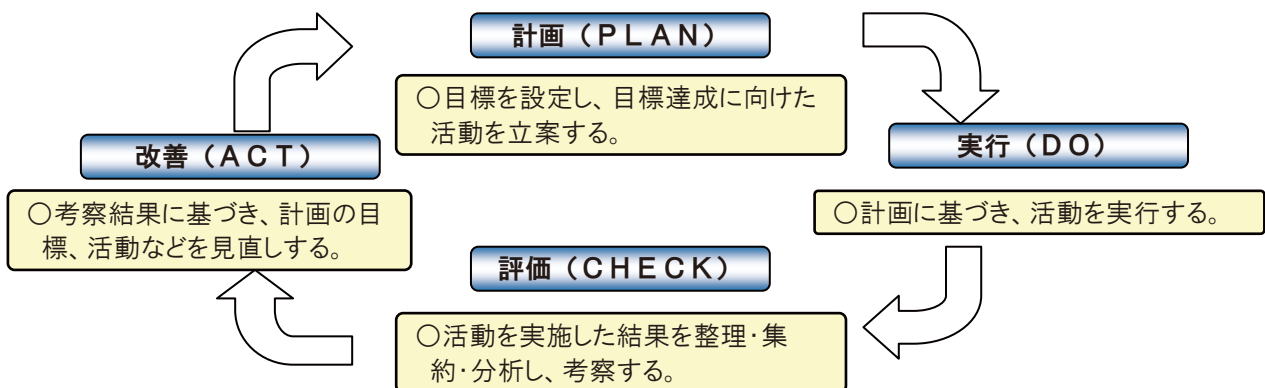 計画（ＰＬＡＮ）
○目標を設定し、目標達成に向けた
活動を立案する。
実行（ＤＯ）
○計画に基づき、活動を実行する。
評価（ＣＨＥＣＫ）
○活動を実施した結果を整理・集
約・分析し、考察する。
改善（ＡＣＴ）
○考察結果に基づき、計画の目
標、活動などを見直しする。